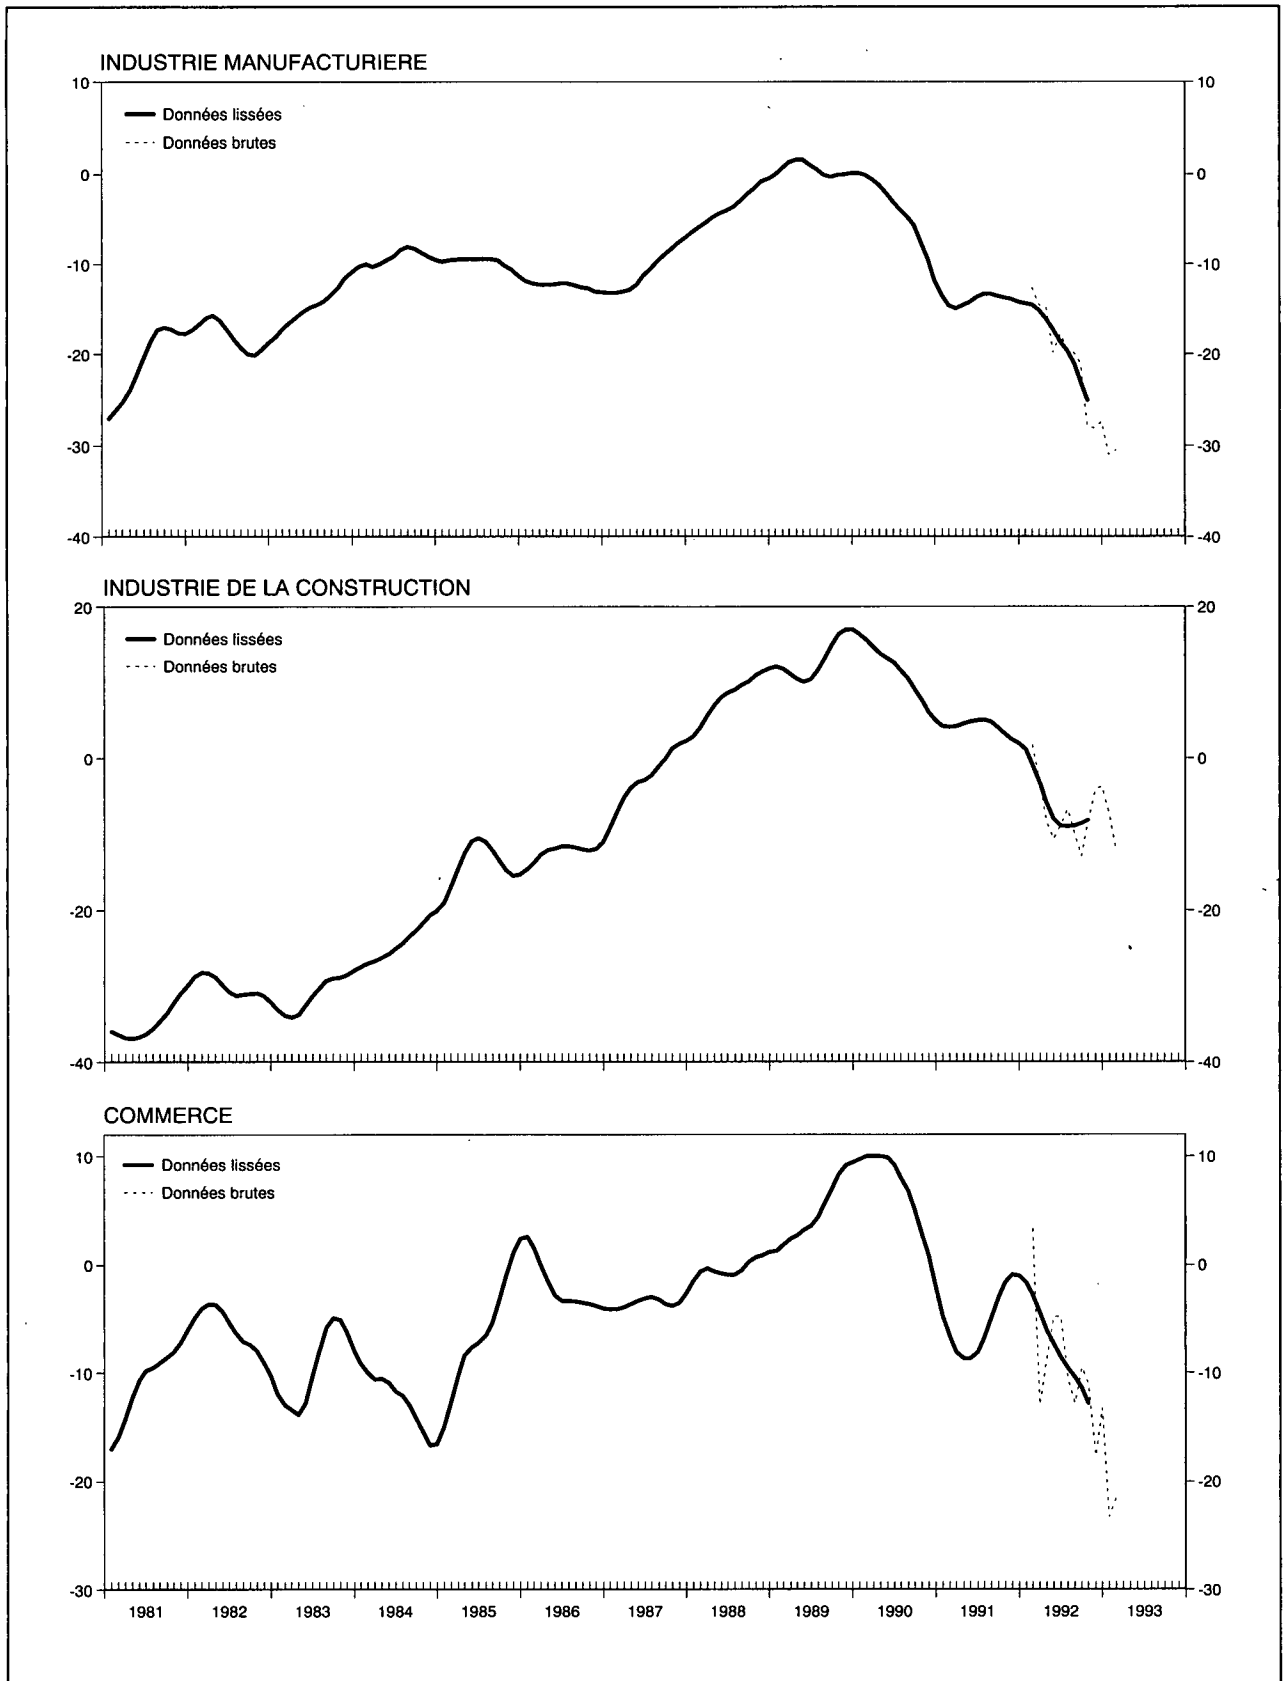 INDUSTRIE MANUFACTURIERE
10 10
Données lissées
Données brutes
0 0
-10 -10
-20 -20
-30 -30
-40 -40
INDUSTRIE DE LA CONSTRUCTION
20 20
Données lissées
Données brutes
0 0
-20 -20
-40 -40
COMMERCE
10 10
Données lissées
Données brutes
0 0
-10 -10
-20 -20
-30 -30
1981 1982 1983 1984 1985 1986 1987 1988 1989 1990 1991 1992 1993